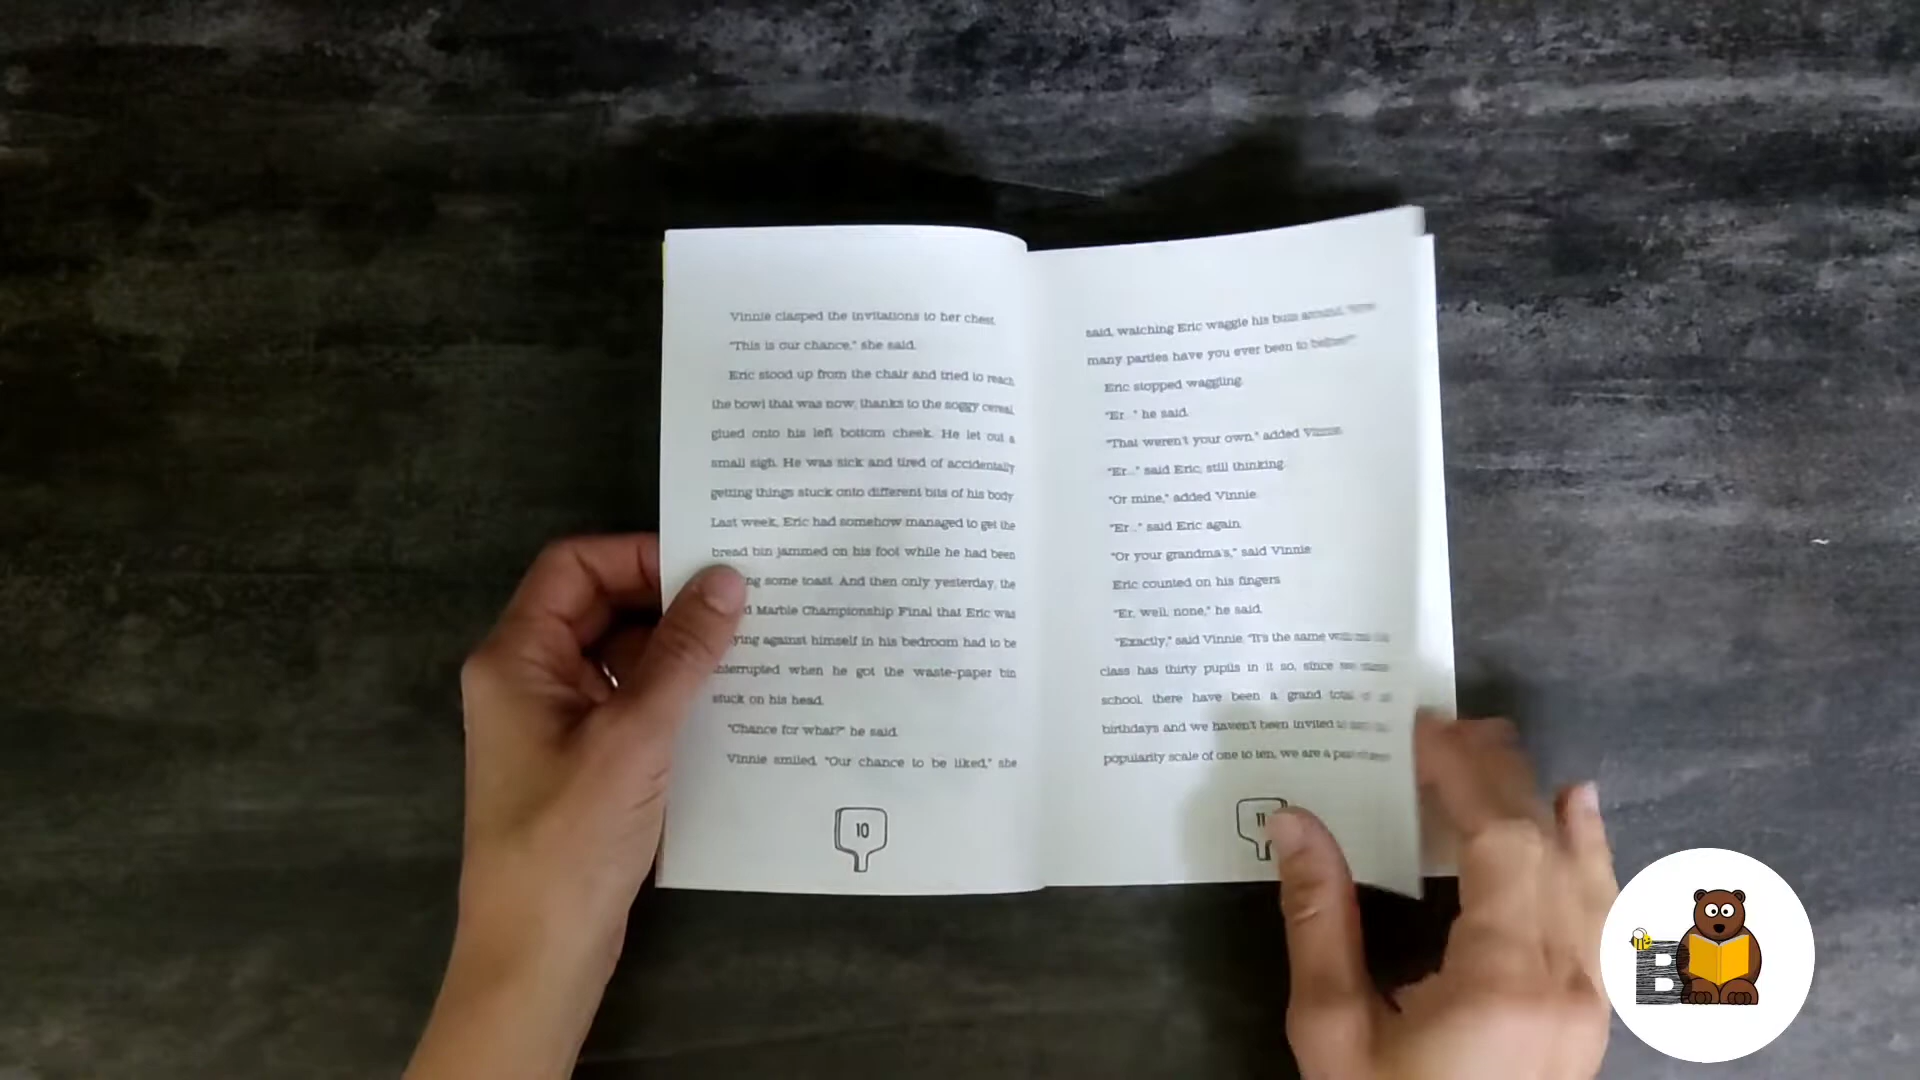 Vinnie clasped the invitations to her chest.
"This is our chance," she said.
Eric stood up from the chair and tried to reach
the bowl that was now, thanks to the soggy cereal,
glued onto his left bottom cheek. He let out a
small sigh. He was sick and tired of accidentally
getting things stuck onto different bits of his body.
Last week, Eric had somehow managed to get the
bread bin jammed on his foot while he had been
some toast. And then only yesterday, the
Marble Championship Final that Eric was
against himself in his bedroom had to be
interrupted when he got the waste-paper bin
stuck on his head.
"Chance for what?" he said.
Vinnie smiled. "Our chance to be liked," she
10
said, watching Eric waggle his bum around.
many parties have you ever been to before?"
Eric stopped waggling.
"Er..." he said.
"That weren't your own," added Vinnie.
"Er..." said Eric, still thinking.
"Or mine," added Vinnie.
"Er..." said Eric again.
"Or your grandma's," said Vinnie.
Eric counted on his fingers.
"Er, well, none," he said.
"Exactly," said Vinnie. "It's the same
class has thirty pupils in it so, since
school, there have been a grand total
birthdays and we haven't been invited
popularity scale of one to ten, we are a
11
B